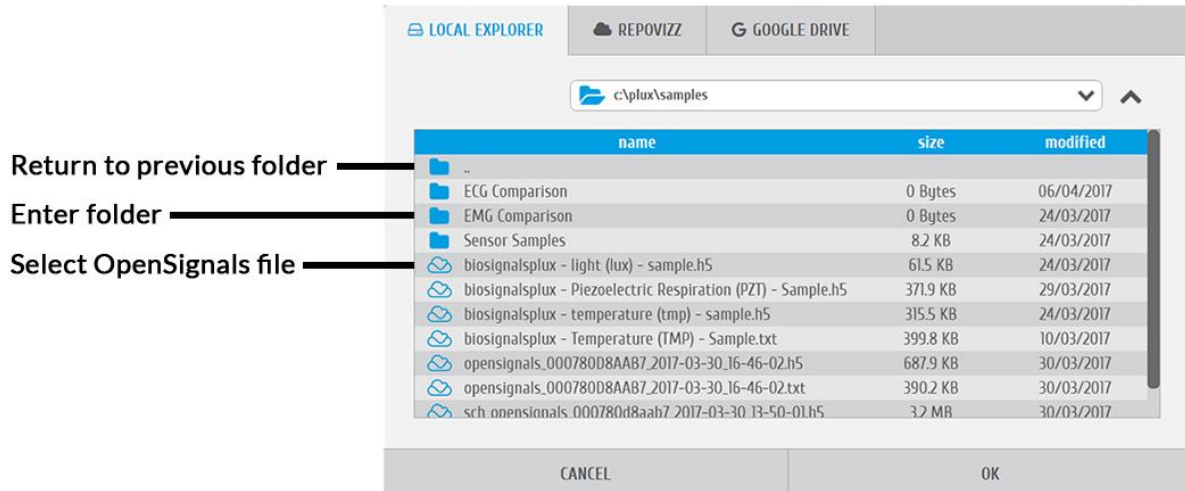 LOCAL EXPLORER REPOVIZZ GOOGLE DRIVE
c:\plux\samples
name size modified
Return to previous folder ..
ECG Comparison 0 Bytes 06/04/2017
Enter folder EMG Comparison 0 Bytes 24/03/2017
Sensor Samples 8.2 KB 24/03/2017
Select OpenSignals file biosignalsplux - light (lux) - sample.h5 61.5 KB 24/03/2017
biosignalsplux - Piezoelectric Respiration (PZT) - Sample.h5 371.9 KB 29/03/2017
biosignalsplux - temperature (tmp) - sample.h5 315.5 KB 24/03/2017
biosignalsplux - Temperature (TMP) - Sample.txt 399.8 KB 10/03/2017
opensignals_000780D8AAB7_2017-03-30_16-46-02.h5 687.9 KB 30/03/2017
opensignals_000780D8AAB7_2017-03-30_16-46-02.txt 390.2 KB 30/03/2017
sch_opensignals_000780d8aab7_2017-03-30_13-50-01.h5 3.2 MB 30/03/2017
CANCEL OK